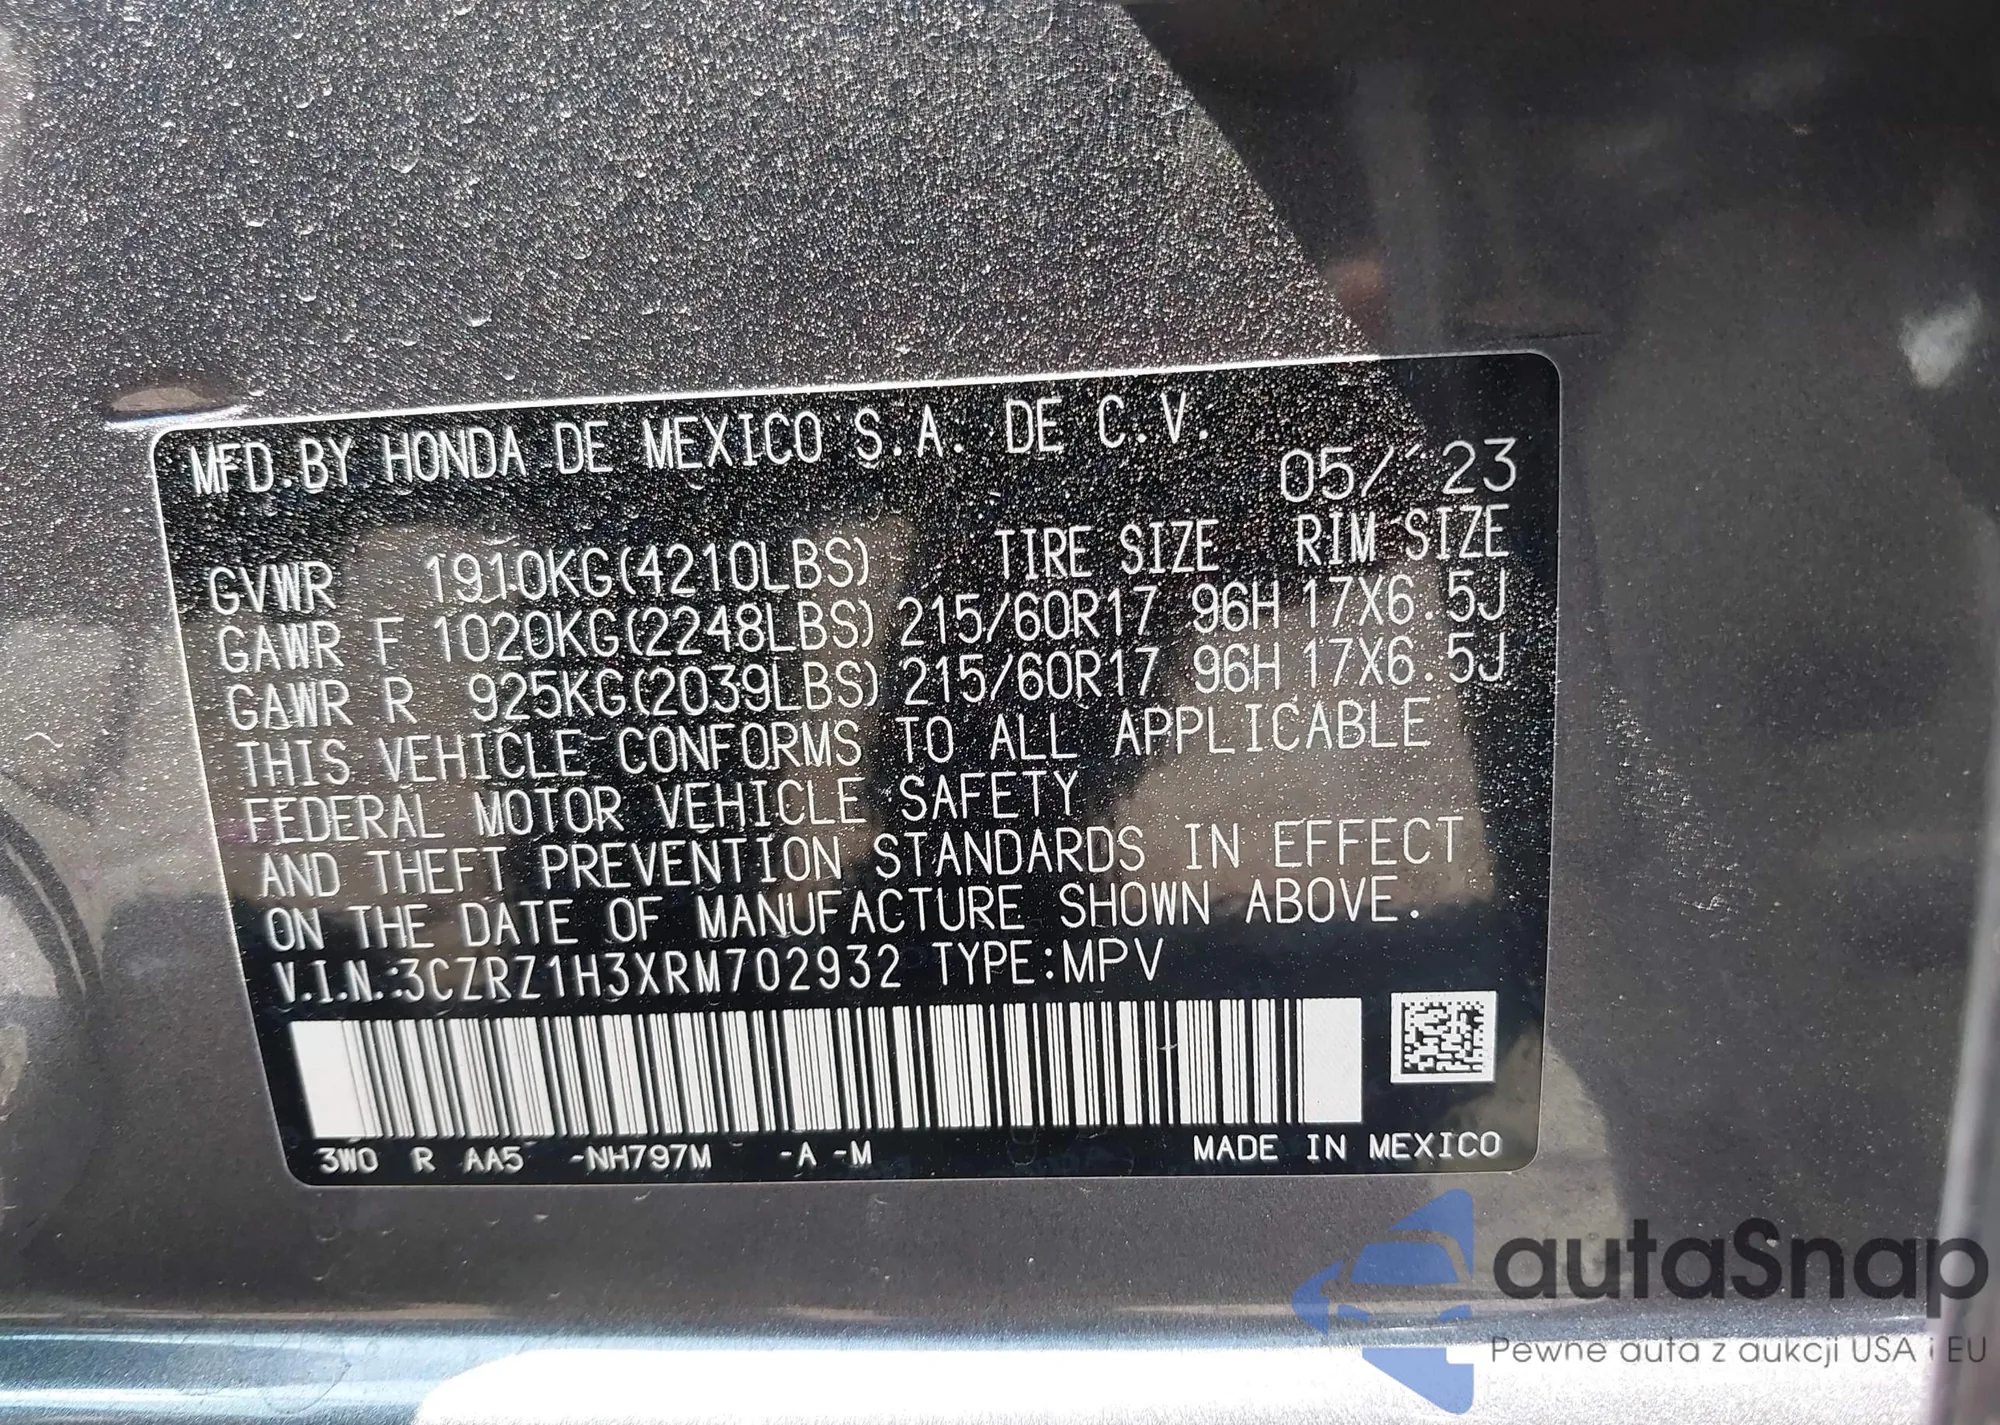 MFD.BY HONDA DE MEXICO S.A. DE C.V.
05/ 23
GVWR 1910KG(4210LBS) TIRE SIZE RIM SIZE
GAWR F 1020KG(2248LBS) 215/60R17 96H 17X6.5J
GAWR R 925KG(2039LBS) 215/60R17 96H 17X6.5J
THIS VEHICLE CONFORMS TO ALL APPLICABLE
FEDERAL MOTOR VEHICLE SAFETY
AND THEFT PREVENTION STANDARDS IN EFFECT
ON THE DATE OF MANUFACTURE SHOWN ABOVE.
V.I.N.:3CZRZ1H3XRM702932 TYPE:MPV
3W0 R AA5 -NH797M -A -M MADE IN MEXICO
autaSnap
Pewne auta z aukcji USA i EU